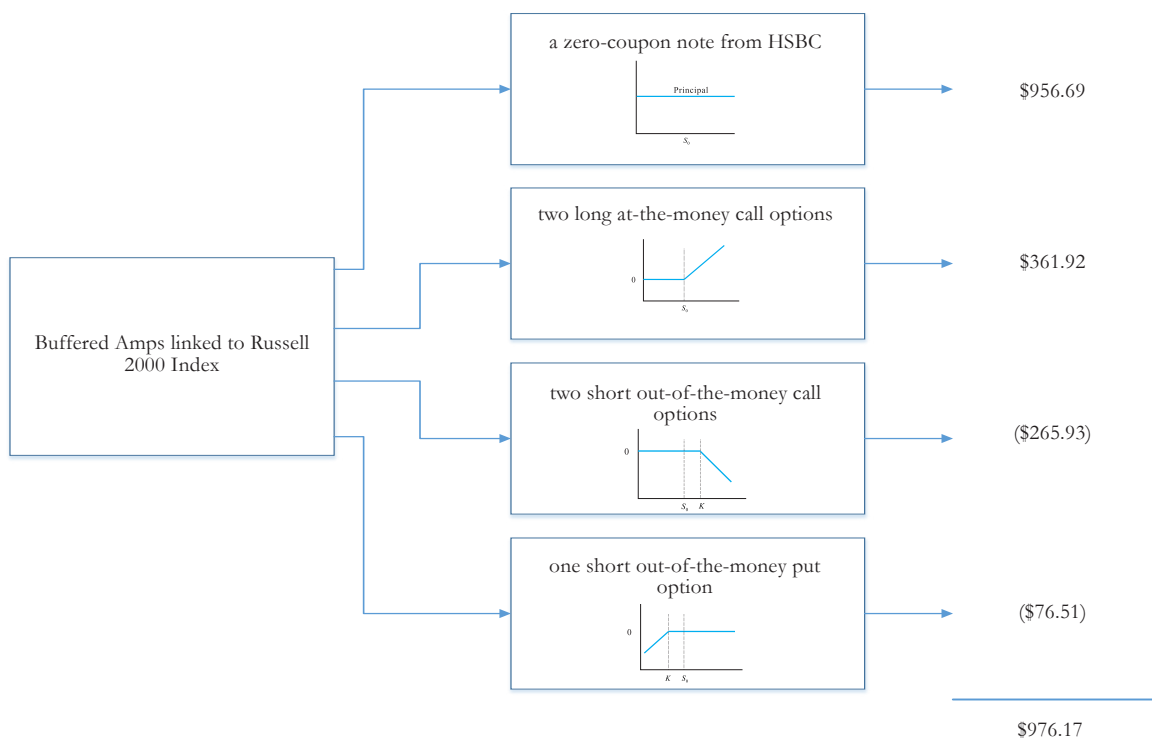 a zero-coupon note from HSBC
Principal
S₀
$956.69
two long at-the-money call options
0
S₀
$361.92
Buffered Amps linked to Russell
2000 Index
two short out-of-the-money call
options
0
S₀ K
($265.93)
one short out-of-the-money put
option
0
K S₀
($76.51)
$976.17